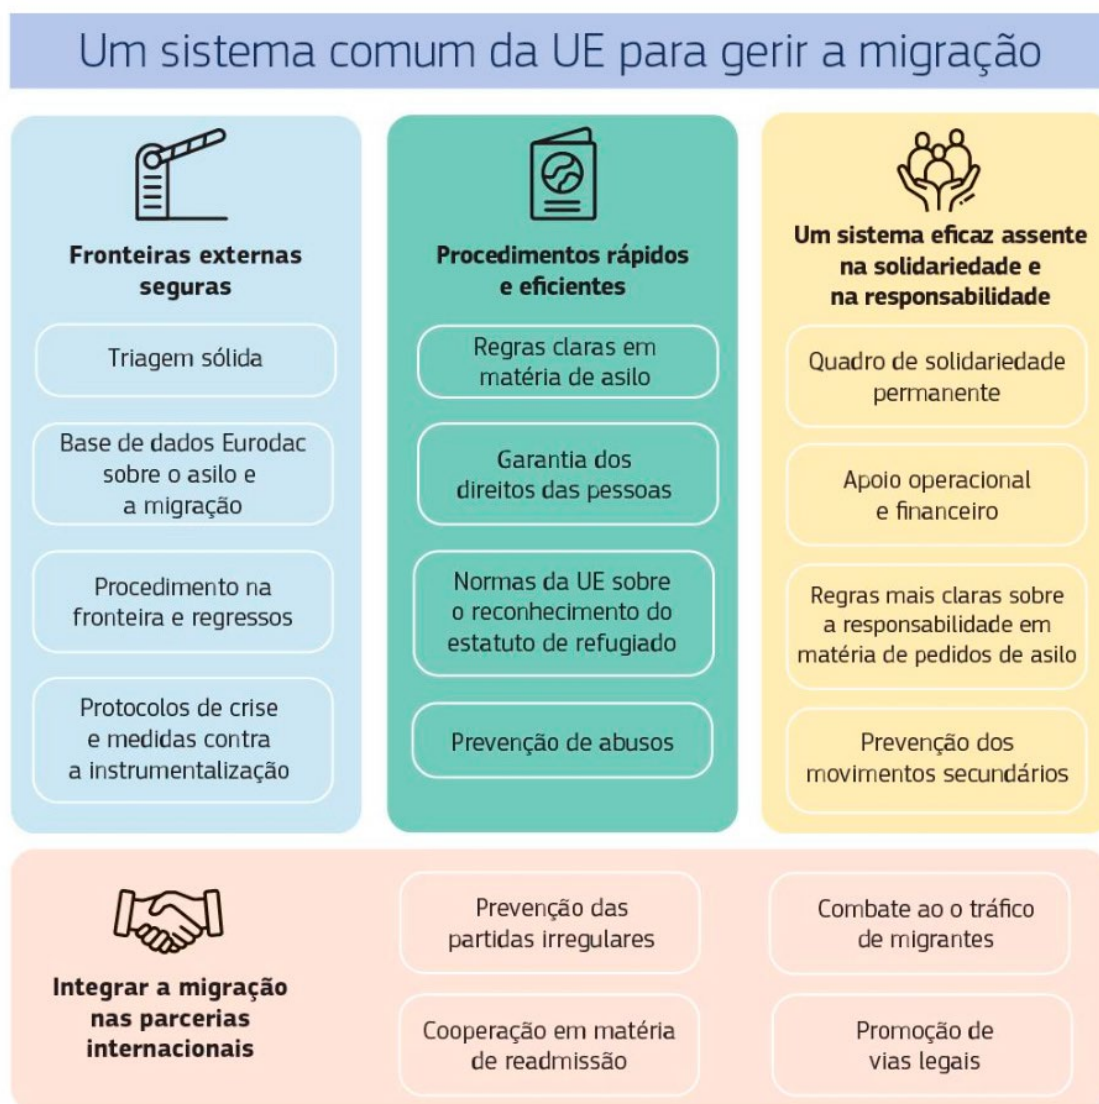 Um sistema comum da UE para gerir a migração
Fronteiras externas
seguras
Triagem sólida
Base de dados Eurodac
sobre o asilo e
a migração
Procedimento na
fronteira e regressos
Protocolos de crise
e medidas contra
a instrumentalização
Procedimentos rápidos
e eficientes
Regras claras em
matéria de asilo
Garantia dos
direitos das pessoas
Normas da UE sobre
o reconhecimento do
estatuto de refugiado
Prevenção de abusos
Um sistema eficaz assente
na solidariedade e
na responsabilidade
Quadro de solidariedade
permanente
Apoio operacional
e financeiro
Regras mais claras sobre
a responsabilidade em
matéria de pedidos de asilo
Prevenção dos
movimentos secundários
Integrar a migração
nas parcerias
internacionais
Prevenção das
partidas irregulares
Combate ao o tráfico
de migrantes
Cooperação em matéria
de readmissão
Promoção de
vias legais